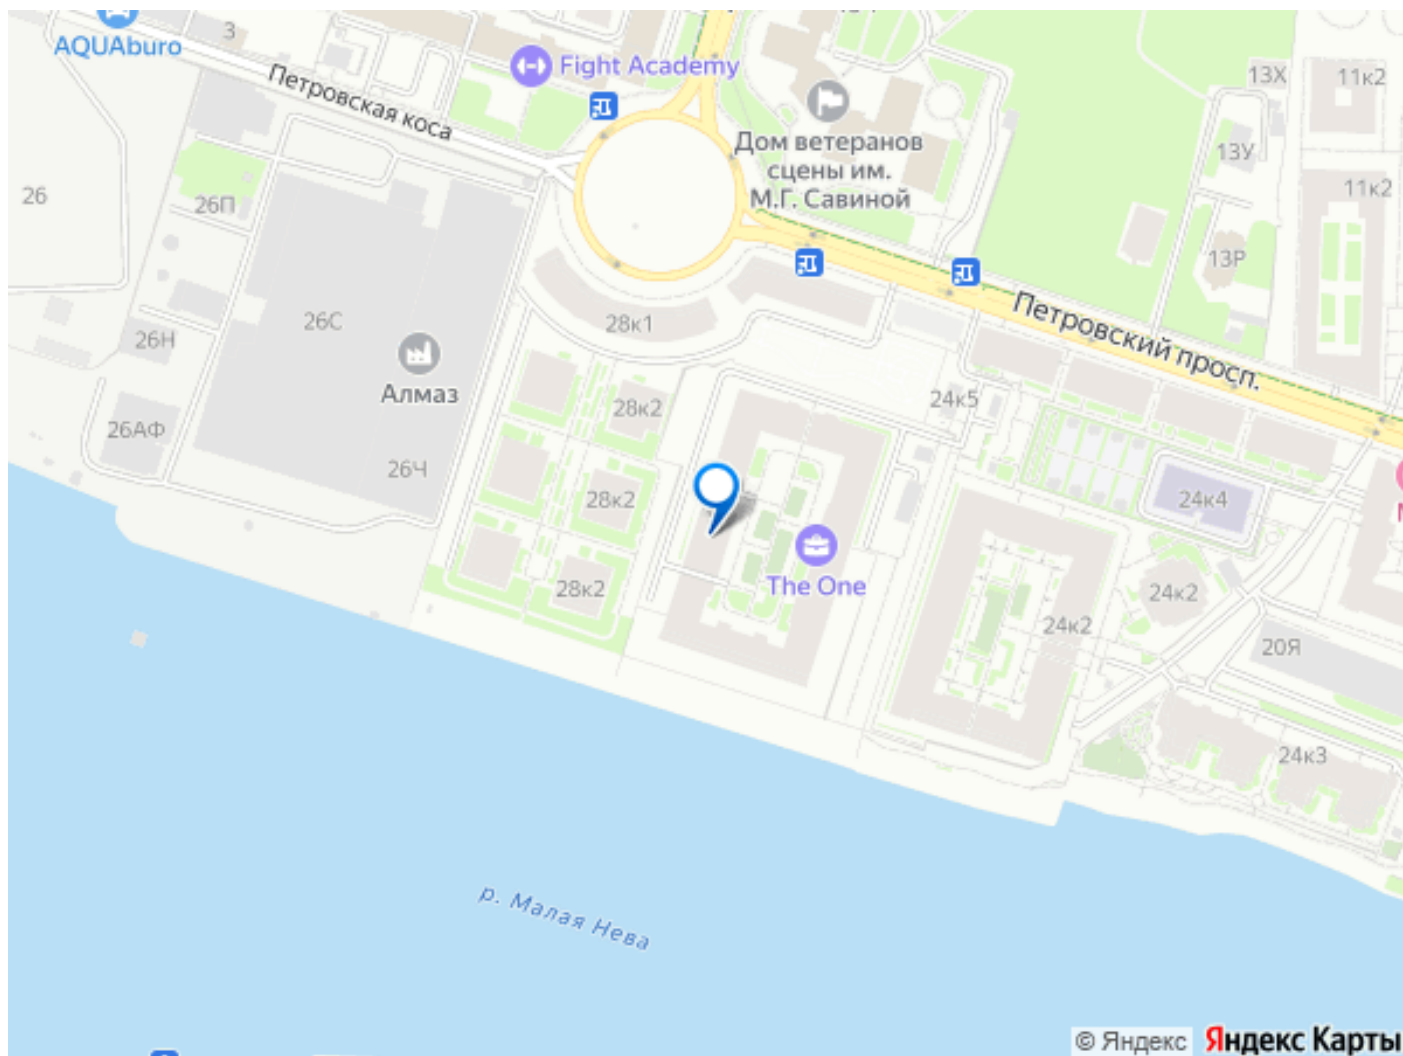 3
AQUAburo
Fight Academy
Петровская коса
13Х
11к2
Дом ветеранов
сцены им.
М.Г. Савиной
13У
11к2
26
26П
13Р
26С
28к1
Петровский просп.
26Н
Алмаз
28к2
24к5
26АФ
26Ч
28к2
24к4
The One
28к2
24к2
24к2
20Я
24к3
р. Малая Нева
© Яндекс
Яндекс Карты